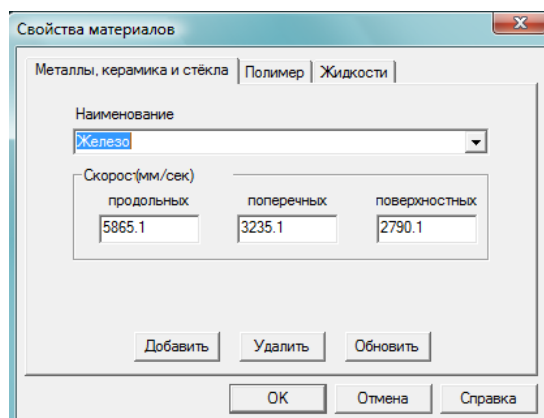 Свойства материалов
Металлы, керамика и стёкла Полимер Жидкости
Наименование
Железо
Скорост(мм/сек)
продольных поперечных поверхностных
5865.1 3235.1 2790.1
Добавить Удалить Обновить
OK Отмена Справка